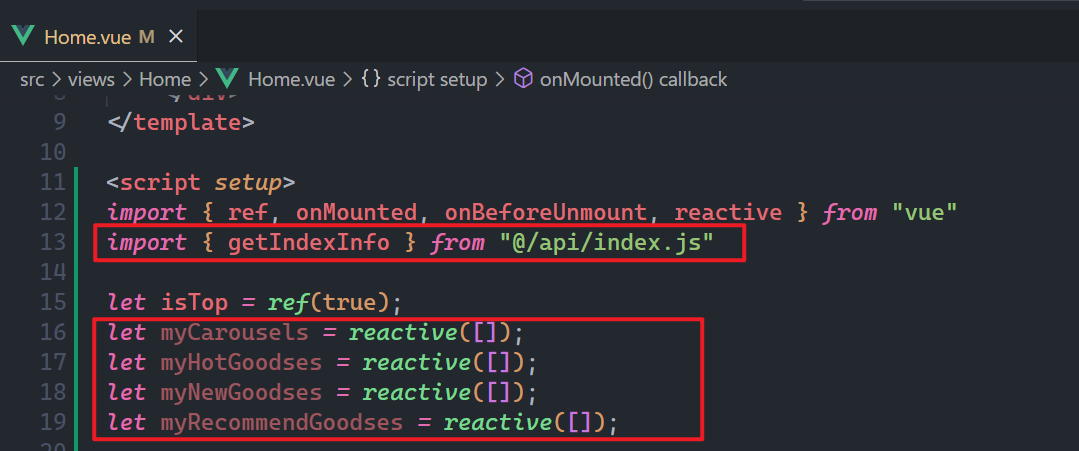 Home.vue M ×
src > views > Home > Home.vue > {} script setup > onMounted() callback
8 </div>
9 </template>
10
11 <script setup>
12 import { ref, onMounted, onBeforeUnmount, reactive } from "vue"
13 import { getIndexInfo } from "@/api/index.js"
14
15 let isTop = ref(true);
16 let myCarousels = reactive([]);
17 let myHotGoodses = reactive([]);
18 let myNewGoodses = reactive([]);
19 let myRecommendGoodses = reactive([]);
20